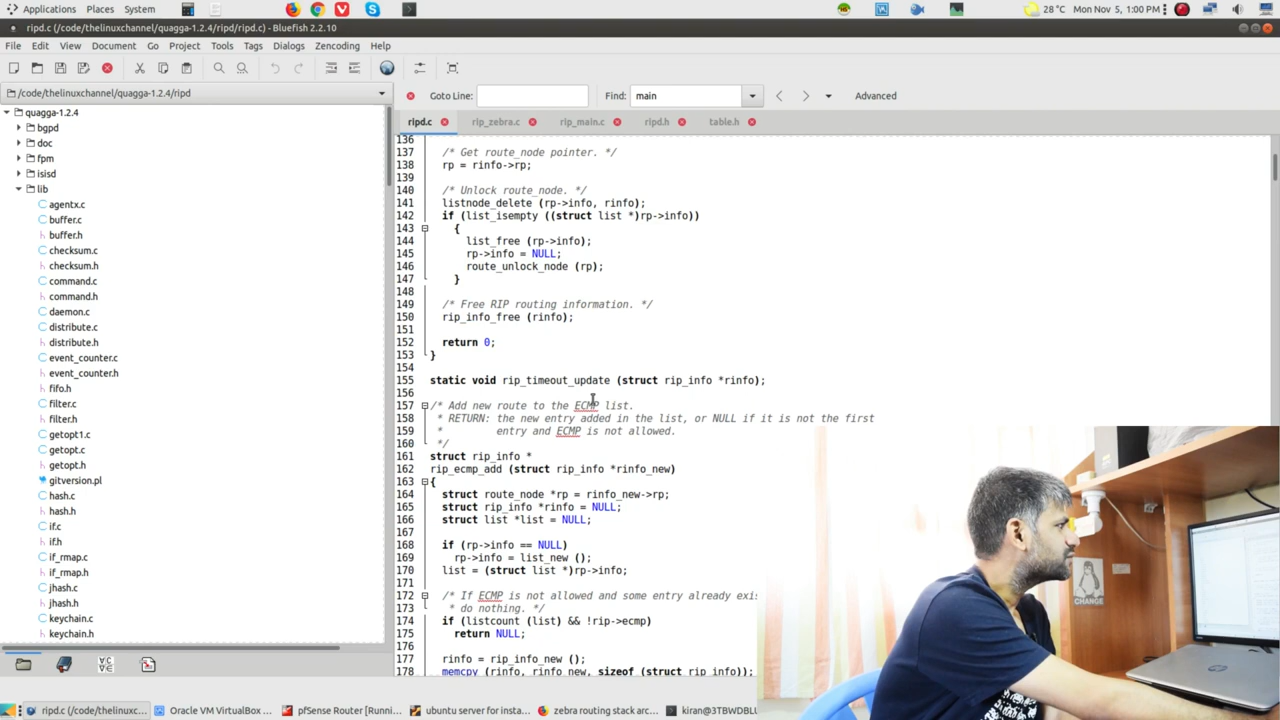 Applications Places System 28 °C Mon Nov 5, 1:00 PM
ripd.c (/code/thelinuxchannel/quagga-1.2.4/ripd/ripd.c) - Bluefish 2.2.10
File Edit View Document Go Project Tools Tags Dialogs Zencoding Help
/code/thelinuxchannel/quagga-1.2.4/ripd
Goto Line: Find: main Advanced
ripd.c rip_zebra.c rip_main.c ripd.h table.h
quagga-1.2.4
bgpd
doc
fpm
isisd
lib
agentx.c
buffer.c
buffer.h
checksum.c
checksum.h
command.c
command.h
daemon.c
distribute.c
distribute.h
event_counter.c
event_counter.h
fifo.h
filter.c
filter.h
getopt1.c
getopt.c
getopt.h
gitversion.pl
hash.c
hash.h
if.c
if.h
if_rmap.c
if_rmap.h
jhash.c
jhash.h
keychain.c
keychain.h
136
137 /* Get route_node pointer. */
138 rp = rinfo->rp;
139
140 /* Unlock route_node. */
141 listnode_delete (rp->info, rinfo);
142 if (list_isempty ((struct list *)rp->info))
143 {
144 list_free (rp->info);
145 rp->info = NULL;
146 route_unlock_node (rp);
147 }
148
149 /* Free RIP routing information. */
150 rip_info_free (rinfo);
151
152 return 0;
153 }
154
155 static void rip_timeout_update (struct rip_info *rinfo);
156
157 /* Add new route to the ECMP list.
158 * RETURN: the new entry added in the list, or NULL if it is not the first
159 * entry and ECMP is not allowed.
160 */
161 struct rip_info *
162 rip_ecmp_add (struct rip_info *rinfo_new)
163 {
164 struct route_node *rp = rinfo_new->rp;
165 struct rip_info *rinfo = NULL;
166 struct list *list = NULL;
167
168 if (rp->info == NULL)
169 rp->info = list_new ();
170 list = (struct list *)rp->info;
171
172 /* If ECMP is not allowed and some entry already exis
173 * do nothing. */
174 if (listcount (list) && !rip->ecmp)
175 return NULL;
176
177 rinfo = rip_info_new ();
178 memcpy (rinfo, rinfo_new, sizeof (struct rip_info));
CHANGE
ripd.c (/code/thelinuxc... Oracle VM VirtualBox ... pfSense Router [Runni... ubuntu server for insta... zebra routing stack arc... kiran@3TBWDBLU